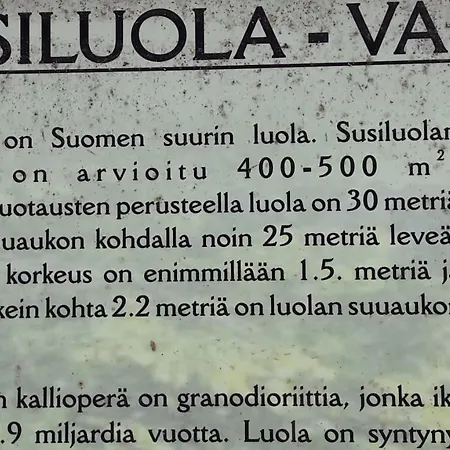 SILUOLA - VA
on Suomen suurin luola. Susiluolan
on arvioitu 400-500 m²
uotausten perusteella luola on 30 metriä
uaukon kohdalla noin 25 metriä leveä
korkeus on enimmillään 1.5. metriä ja
kein kohta 2.2 metriä on luolan suuaukon
n kallioperä on granodioriittia, jonka ik
.9 miljardia vuotta. Luola on syntyny